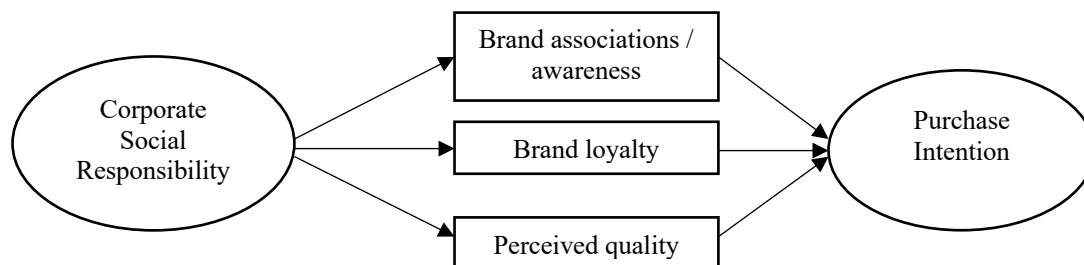 Corporate
Social
Responsibility
Brand associations /
awareness
Brand loyalty
Perceived quality
Purchase
Intention